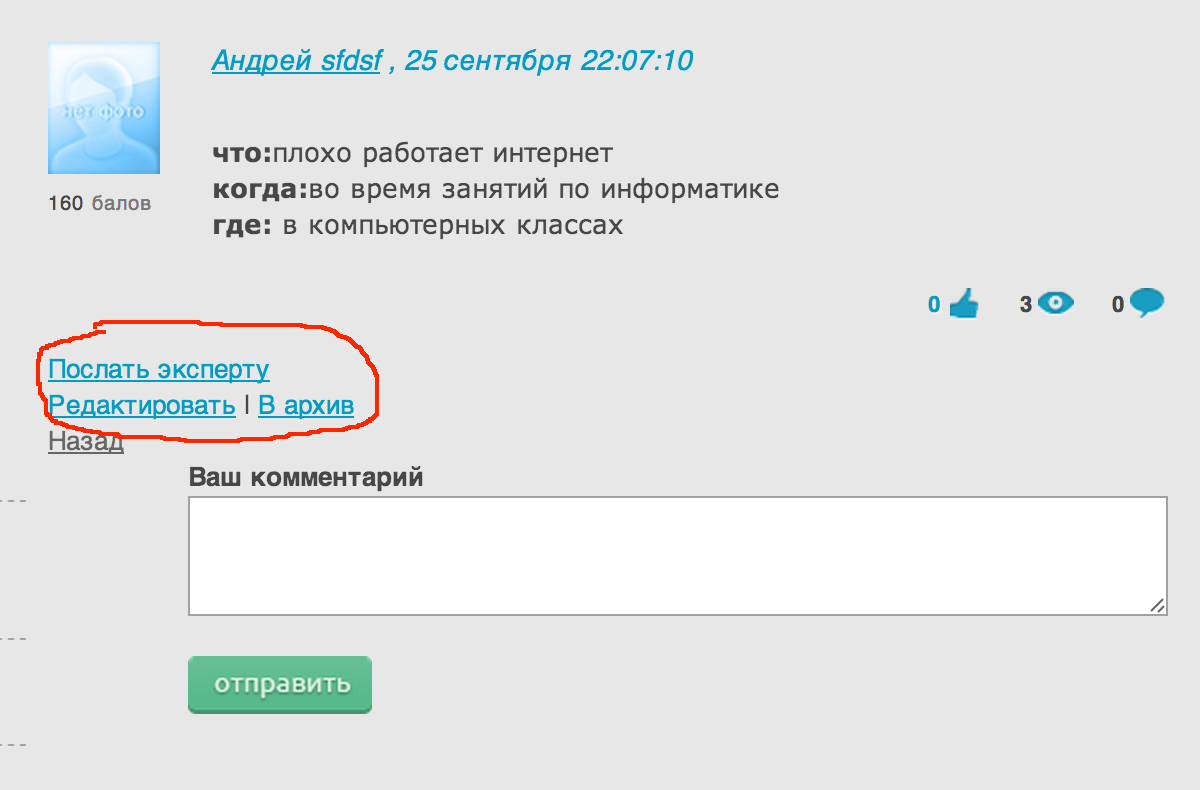 Андрей sfdsf , 25 сентября 22:07:10
нет фото
160 балов
что:плохо работает интернет
когда:во время занятий по информатике
где: в компьютерных классах
0 3 0
Послать эксперту
Редактировать | В архив
Назад
Ваш комментарий
отправить